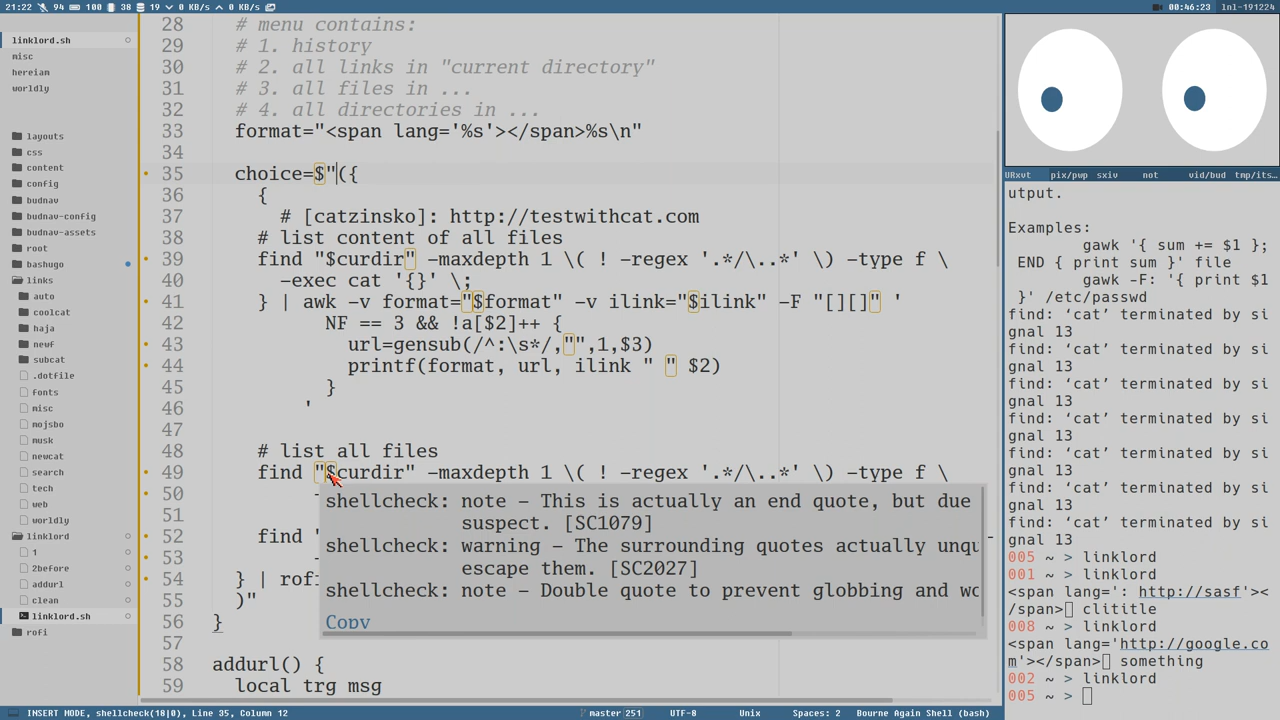 21:22 94 100 38 19 0 KB/s 0 KB/s
00:46:23 lnl-191224
linklord.sh
misc
hereiam
worldly
layouts
css
content
config
budnav
budnav-config
budnav-assets
root
bashugo
links
auto
coolcat
haja
newf
subcat
.dotfile
fonts
misc
mojsbo
musk
newcat
search
tech
web
worldly
linklord
1
2before
addurl
clean
linklord.sh
rofi
28 # menu contains:
29 # 1. history
30 # 2. all links in "current directory"
31 # 3. all files in ...
32 # 4. all directories in ...
33 format="<span lang='%s'></span>%s\n"
34
35 choice=$"({
36 {
37 # [catzinsko]: http://testwithcat.com
38 # list content of all files
39 find "$curdir" -maxdepth 1 \( ! -regex '.*/\..*' \) -type f \
40 -exec cat '{}' \;
41 } | awk -v format="$format" -v ilink="$ilink" -F "[][]" '
42 NF == 3 && !a[$2]++ {
43 url=gensub(/^:\s*/,"",1,$3)
44 printf(format, url, ilink " " $2)
45 }
46 '
47
48 # list all files
49 find "$curdir" -maxdepth 1 \( ! -regex '.*/\..*' \) -type f \
50 -
51
52 find "
53 -
54 } | rofi
55 )"
56 }
57
58 addurl() {
59 local trg msg
shellcheck: note – This is actually an end quote, but due
suspect. [SC1079]
shellcheck: warning – The surrounding quotes actually unqu
escape them. [SC2027]
shellcheck: note – Double quote to prevent globbing and wo
Copy
URxvt pix/pwp sxiv not vid/bud tmp/its...
utput.
Examples:
gawk '{ sum += $1 };
END { print sum }' file
gawk -F: '{ print $1
}' /etc/passwd
find: ‘cat’ terminated by si
gnal 13
find: ‘cat’ terminated by si
gnal 13
find: ‘cat’ terminated by si
gnal 13
find: ‘cat’ terminated by si
gnal 13
find: ‘cat’ terminated by si
gnal 13
find: ‘cat’ terminated by si
gnal 13
find: ‘cat’ terminated by si
gnal 13
005 ~ > linklord
001 ~ > linklord
<span lang=': http://sasf'><
/span> clititle
008 ~ > linklord
<span lang='http://google.co
m'></span> something
002 ~ > linklord
005 ~ >
INSERT MODE, shellcheck(18|0), Line 35, Column 12 master 251 UTF-8 Unix Spaces: 2 Bourne Again Shell (bash)